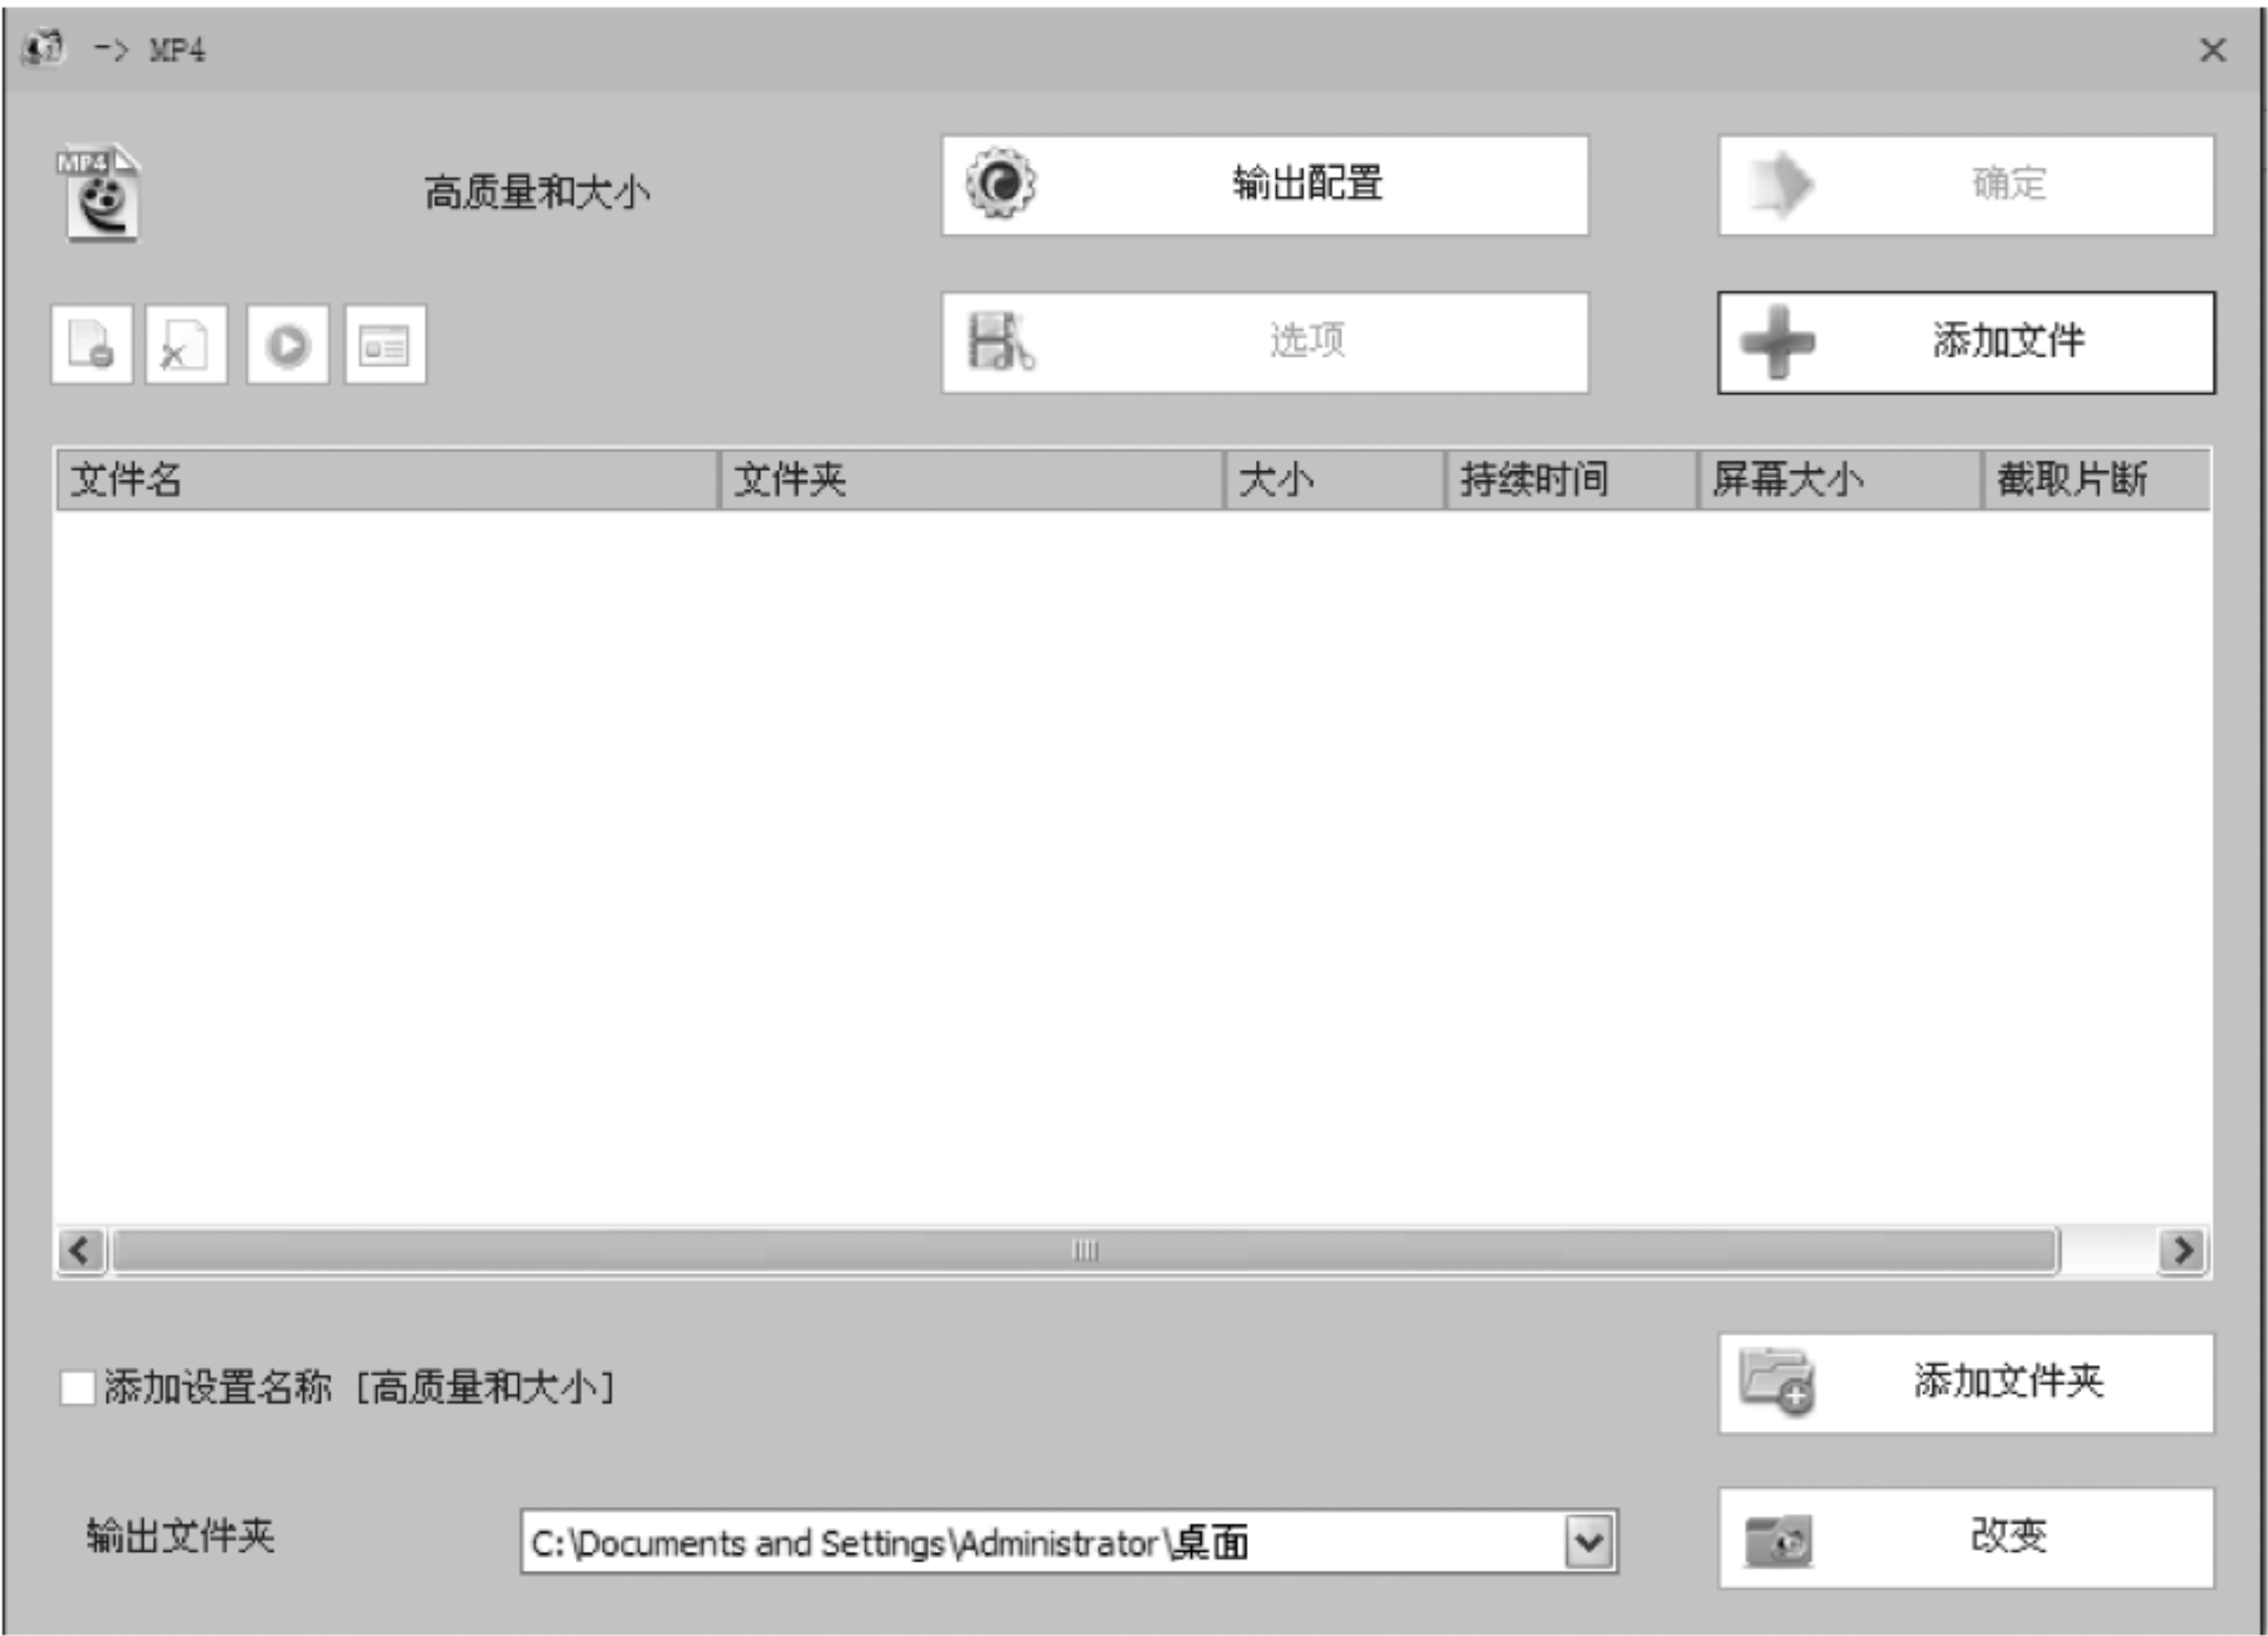 -> MP4
MP4
高质量和大小
输出配置
确定
选项
添加文件
文件名 文件夹 大小 持续时间 屏幕大小 截取片断
添加设置名称 [高质量和大小]
添加文件夹
输出文件夹
C:\Documents and Settings\Administrator\桌面
改变